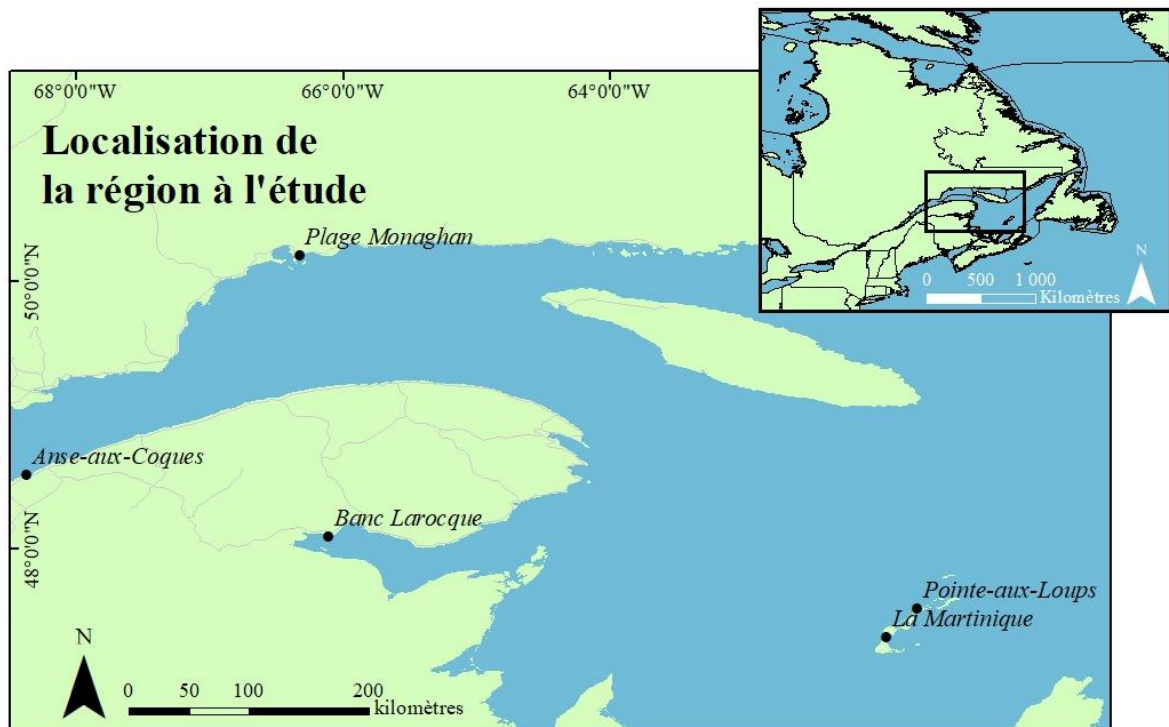 68°0'0"W
66°0'0"W
64°0'0"W
Localisation de
la région à l'étude
Plage Monaghan
50°0'0"N
Anse-aux-Coques
Banc Larocque
48°0'0"N
Pointe-aux-Loups
La Martinique
N
0 50 100 200
kilomètres
N
0 500 1 000
Kilomètres